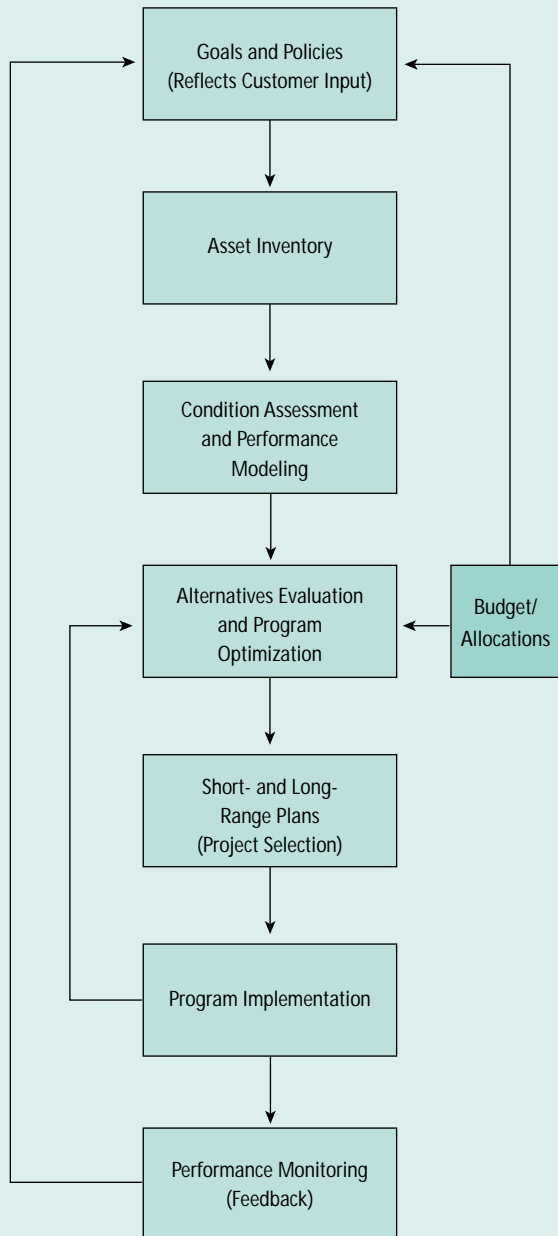 Goals and Policies
(Reflects Customer Input)
Asset Inventory
Condition Assessment
and Performance
Modeling
Alternatives Evaluation
and Program
Optimization
Budget/
Allocations
Short- and Long-
Range Plans
(Project Selection)
Program Implementation
Performance Monitoring
(Feedback)